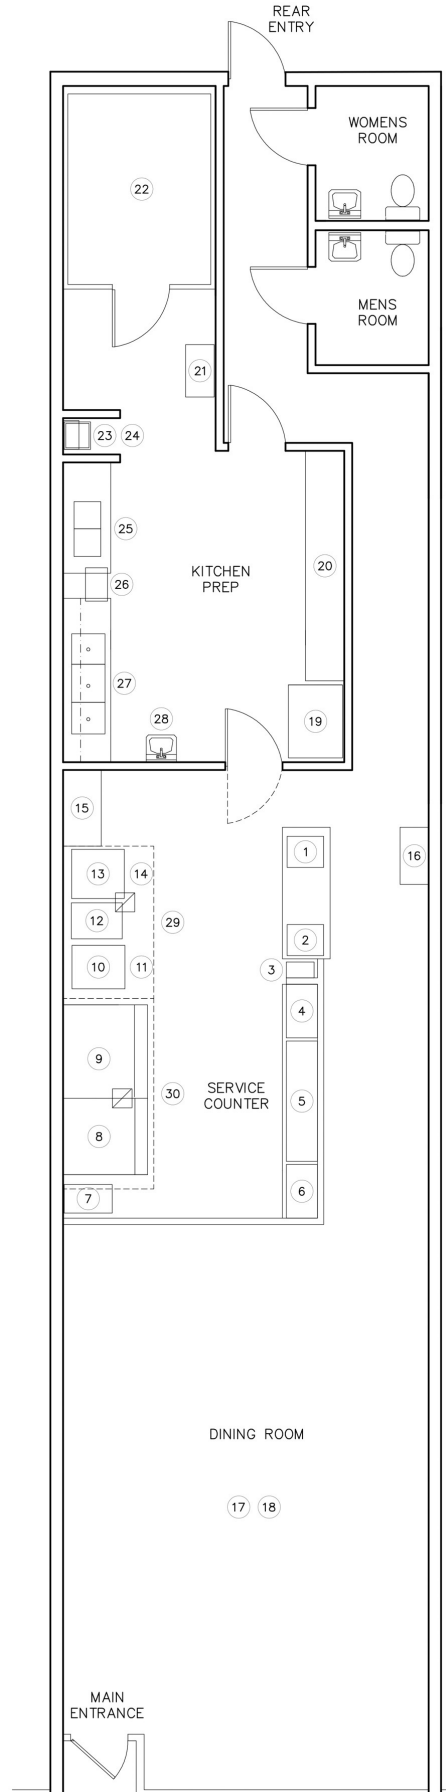 REAR
ENTRY
WOMENS
ROOM
22
MENS
ROOM
21
23 24
25
20
KITCHEN
PREP
26
27
28
19
15
1
16
13 14
12
29
2
10 11
3
4
9
30
SERVICE
COUNTER
5
8
6
7
DINING ROOM
17 18
MAIN
ENTRANCE